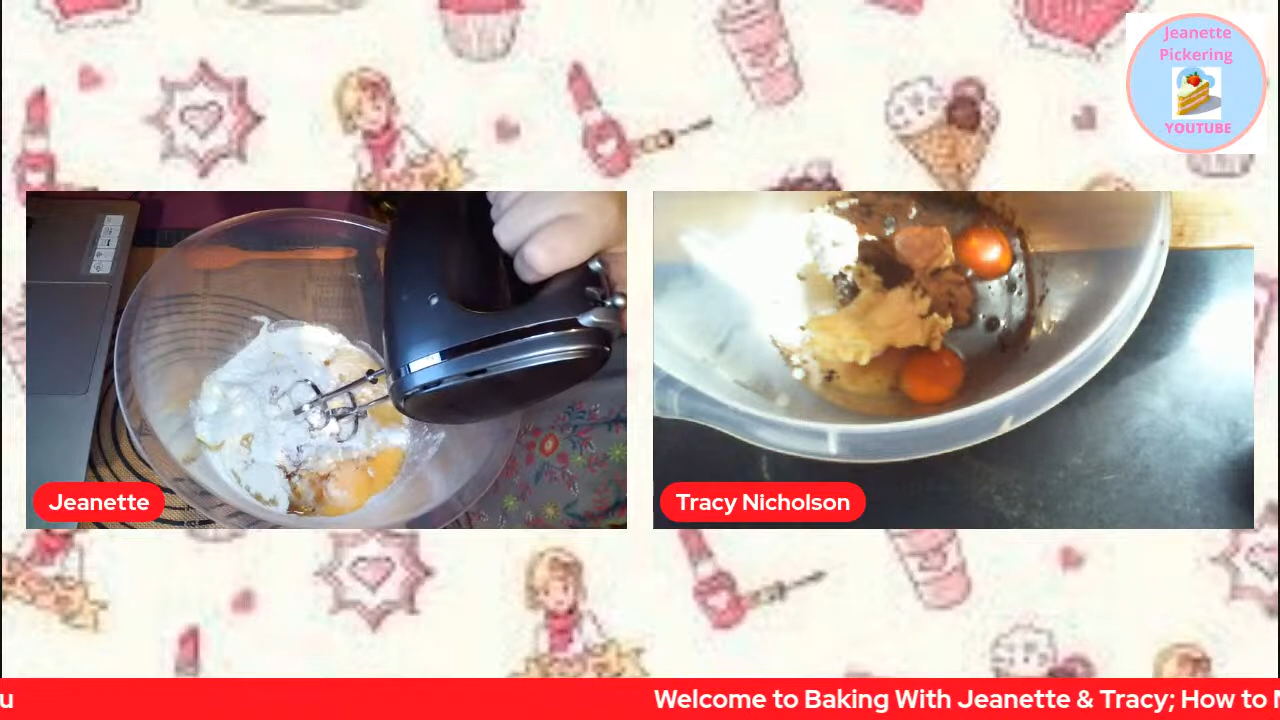 Jeanette
Pickering
YOUTUBE
Jeanette
Tracy Nicholson
u
Welcome to Baking With Jeanette & Tracy; How to